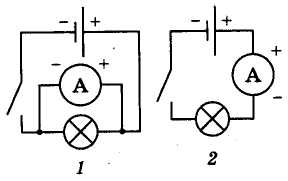 − + − +
− + +
A A
−
1 2